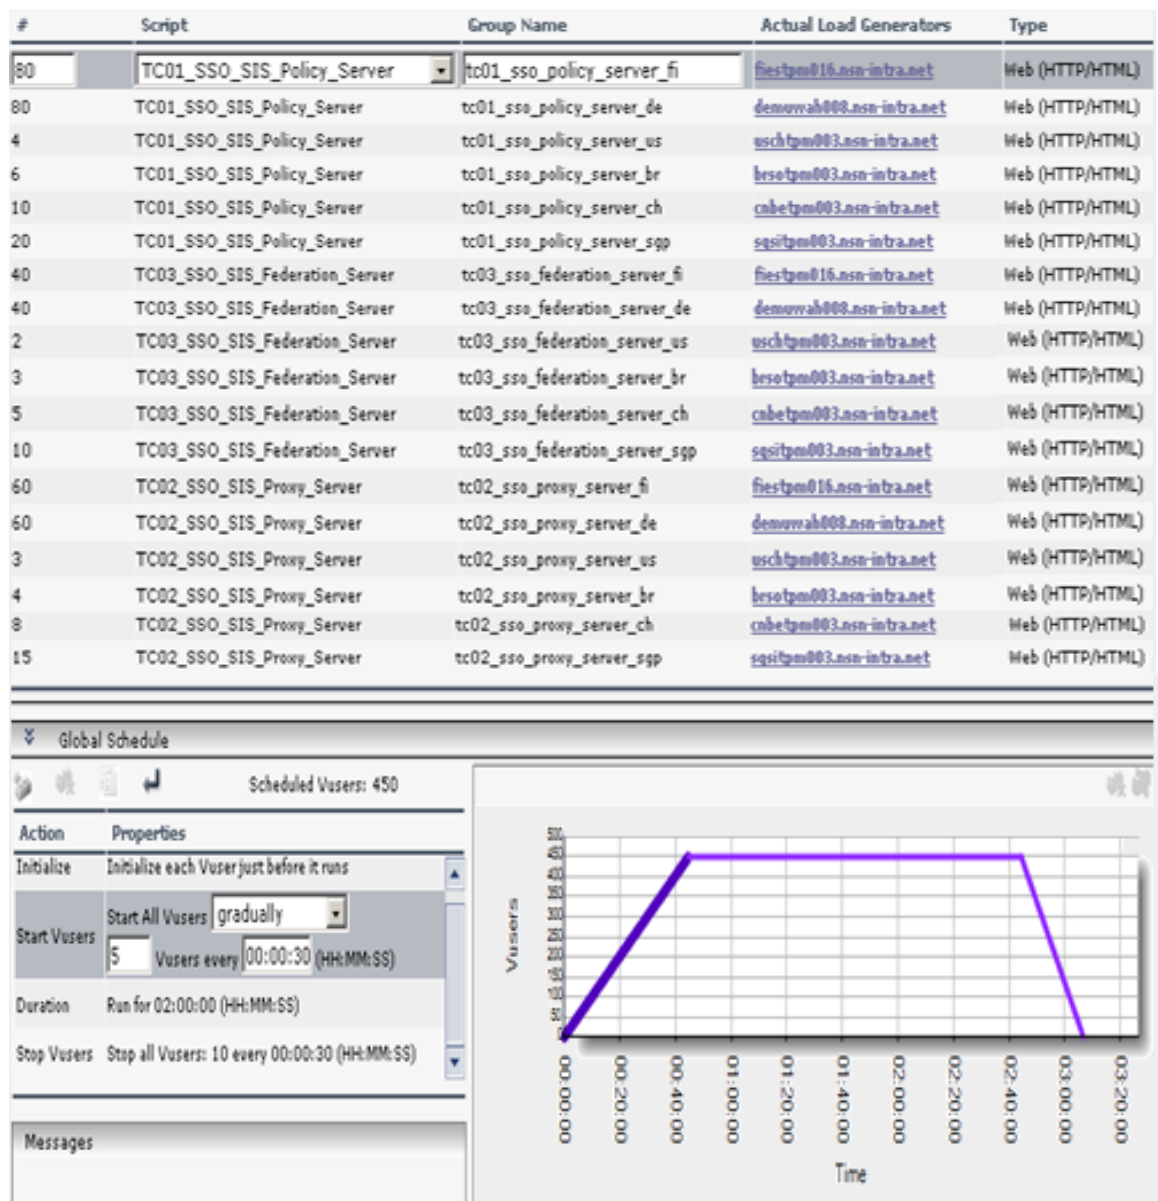 # Script Group Name Actual Load Generators Type
80 TC01_SSO_SIS_Policy_Server tc01_sso_policy_server_fi fiestpm016.nsn-intra.net Web (HTTP/HTML)
80 TC01_SSO_SIS_Policy_Server tc01_sso_policy_server_de demuwah008.nsn-intra.net Web (HTTP/HTML)
4 TC01_SSO_SIS_Policy_Server tc01_sso_policy_server_us uschtpm003.nsn-intra.net Web (HTTP/HTML)
6 TC01_SSO_SIS_Policy_Server tc01_sso_policy_server_br brsotpm003.nsn-intra.net Web (HTTP/HTML)
10 TC01_SSO_SIS_Policy_Server tc01_sso_policy_server_ch cnbetpm003.nsn-intra.net Web (HTTP/HTML)
20 TC01_SSO_SIS_Policy_Server tc01_sso_policy_server_sgp sgsitpm003.nsn-intra.net Web (HTTP/HTML)
40 TC03_SSO_SIS_Federation_Server tc03_sso_federation_server_fi fiestpm016.nsn-intra.net Web (HTTP/HTML)
40 TC03_SSO_SIS_Federation_Server tc03_sso_federation_server_de demuwah008.nsn-intra.net Web (HTTP/HTML)
2 TC03_SSO_SIS_Federation_Server tc03_sso_federation_server_us uschtpm003.nsn-intra.net Web (HTTP/HTML)
3 TC03_SSO_SIS_Federation_Server tc03_sso_federation_server_br brsotpm003.nsn-intra.net Web (HTTP/HTML)
5 TC03_SSO_SIS_Federation_Server tc03_sso_federation_server_ch cnbetpm003.nsn-intra.net Web (HTTP/HTML)
10 TC03_SSO_SIS_Federation_Server tc03_sso_federation_server_sgp sgsitpm003.nsn-intra.net Web (HTTP/HTML)
60 TC02_SSO_SIS_Proxy_Server tc02_sso_proxy_server_fi fiestpm016.nsn-intra.net Web (HTTP/HTML)
60 TC02_SSO_SIS_Proxy_Server tc02_sso_proxy_server_de demuwah008.nsn-intra.net Web (HTTP/HTML)
3 TC02_SSO_SIS_Proxy_Server tc02_sso_proxy_server_us uschtpm003.nsn-intra.net Web (HTTP/HTML)
4 TC02_SSO_SIS_Proxy_Server tc02_sso_proxy_server_br brsotpm003.nsn-intra.net Web (HTTP/HTML)
8 TC02_SSO_SIS_Proxy_Server tc02_sso_proxy_server_ch cnbetpm003.nsn-intra.net Web (HTTP/HTML)
15 TC02_SSO_SIS_Proxy_Server tc02_sso_proxy_server_sgp sgsitpm003.nsn-intra.net Web (HTTP/HTML)
Global Schedule
Scheduled Vusers: 450
Action Properties
Initialize Initialize each Vuser just before it runs
Start Vusers
Start All Vusers gradually
5 Vusers every 00:00:30 (HH:MM:SS)
Duration Run for 02:00:00 (HH:MM:SS)
Stop Vusers Stop all Vusers: 10 every 00:00:30 (HH:MM:SS)
Messages
Vusers
500
450
400
350
300
250
200
150
100
50
0
00:00:00
00:20:00
00:40:00
01:00:00
01:20:00
01:40:00
02:00:00
02:20:00
02:40:00
03:00:00
03:20:00
Time